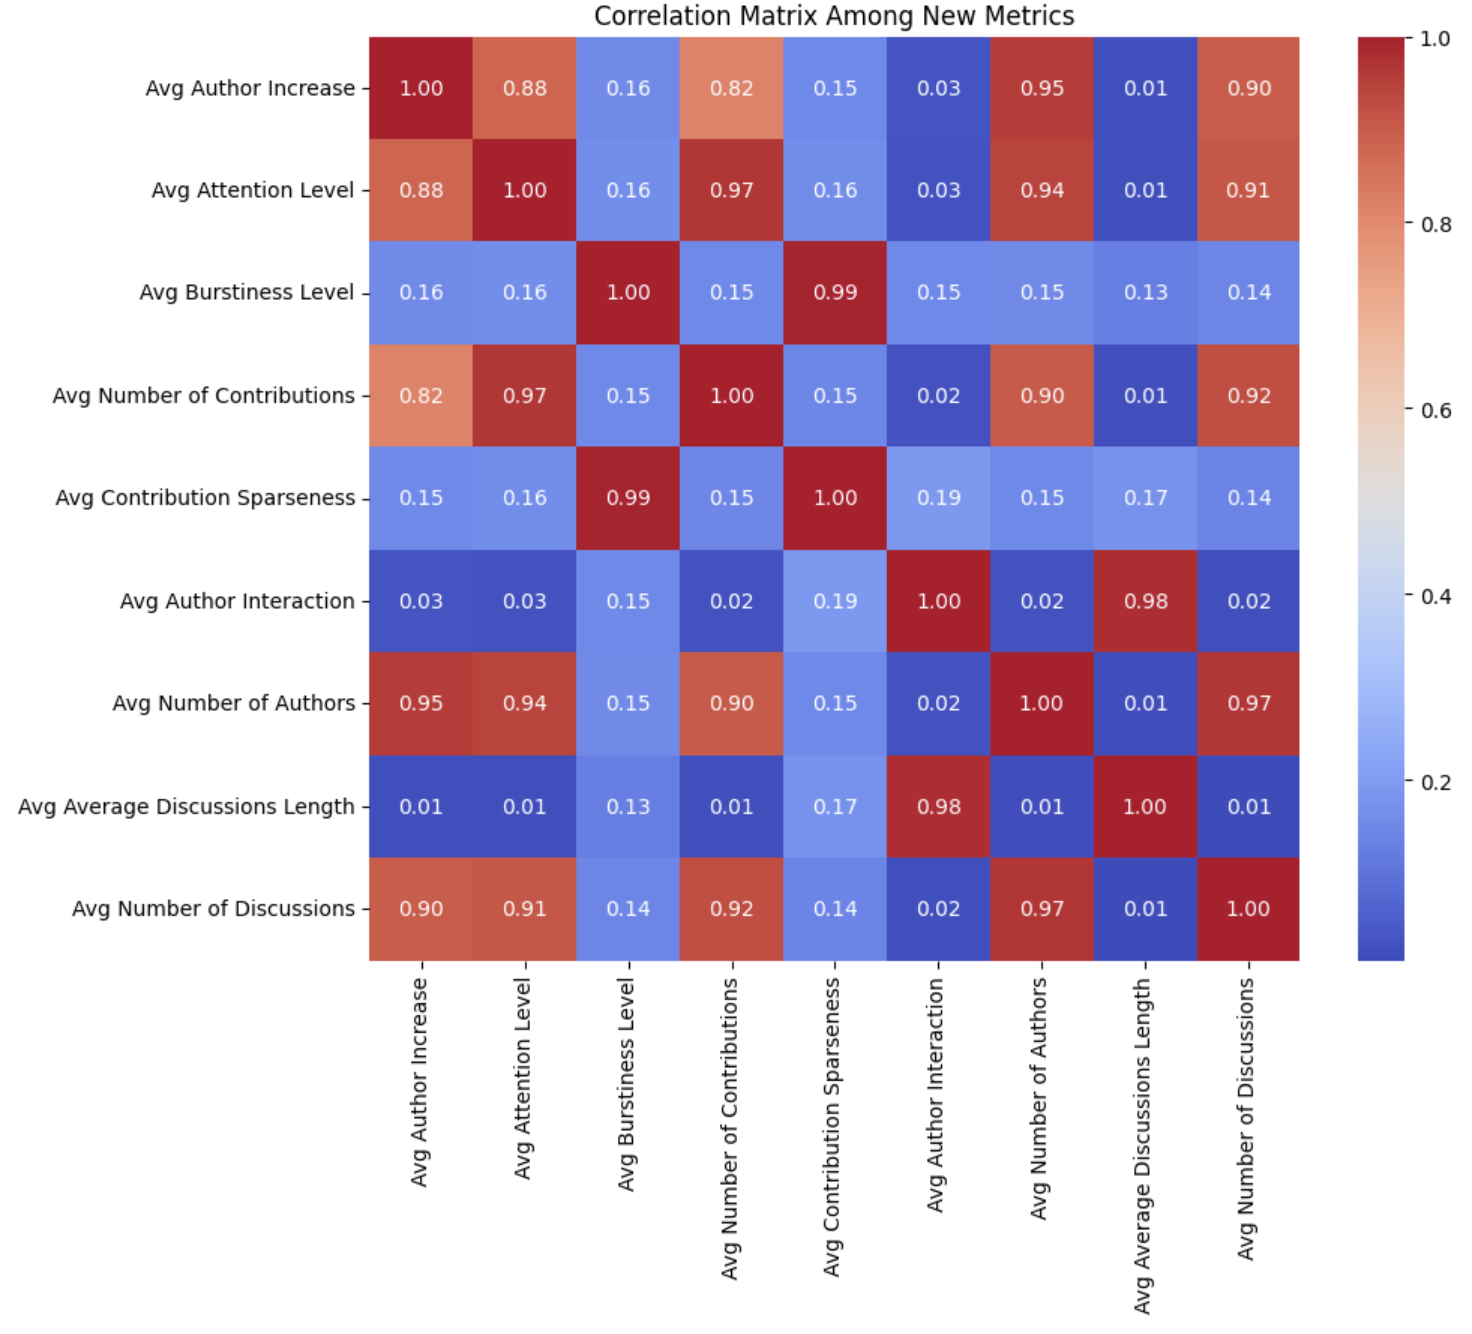 Correlation Matrix Among New Metrics
Avg Author Increase 1.00 0.88 0.16 0.82 0.15 0.03 0.95 0.01 0.90
Avg Attention Level 0.88 1.00 0.16 0.97 0.16 0.03 0.94 0.01 0.91
Avg Burstiness Level 0.16 0.16 1.00 0.15 0.99 0.15 0.15 0.13 0.14
Avg Number of Contributions 0.82 0.97 0.15 1.00 0.15 0.02 0.90 0.01 0.92
Avg Contribution Sparseness 0.15 0.16 0.99 0.15 1.00 0.19 0.15 0.17 0.14
Avg Author Interaction 0.03 0.03 0.15 0.02 0.19 1.00 0.02 0.98 0.02
Avg Number of Authors 0.95 0.94 0.15 0.90 0.15 0.02 1.00 0.01 0.97
Avg Average Discussions Length 0.01 0.01 0.13 0.01 0.17 0.98 0.01 1.00 0.01
Avg Number of Discussions 0.90 0.91 0.14 0.92 0.14 0.02 0.97 0.01 1.00
Avg Author Increase
Avg Attention Level
Avg Burstiness Level
Avg Number of Contributions
Avg Contribution Sparseness
Avg Author Interaction
Avg Number of Authors
Avg Average Discussions Length
Avg Number of Discussions
1.0
0.8
0.6
0.4
0.2